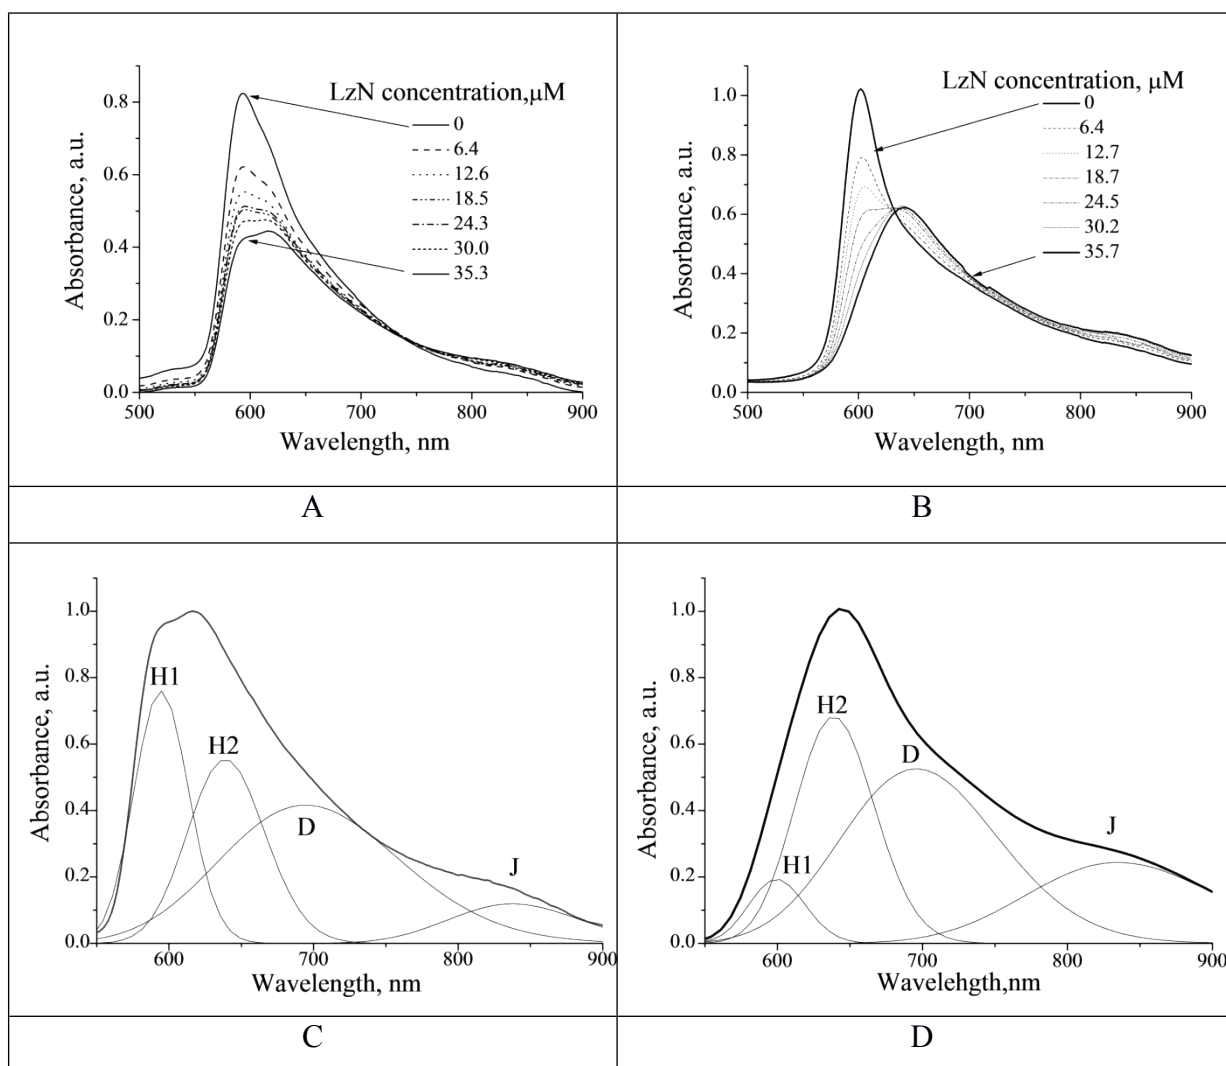 LzN concentration,μM
0
6.4
12.6
18.5
24.3
30.0
35.3
Absorbance, a.u.
0.8
0.6
0.4
0.2
0.0
500 600 700 800 900
Wavelength, nm
LzN concentration, μM
0
6.4
12.7
18.7
24.5
30.2
35.7
Absorbance, a.u.
1.0
0.8
0.6
0.4
0.2
0.0
500 600 700 800 900
Wavelength, nm
A B
Absorbance, a.u.
1.0
0.8
0.6
0.4
0.2
0.0
H1
H2
D
J
600 700 800 900
Wavelength, nm
Absorbance, a.u.
1.0
0.8
0.6
0.4
0.2
0.0
H2
D
H1
J
600 700 800 900
Wavelehgth,nm
C D